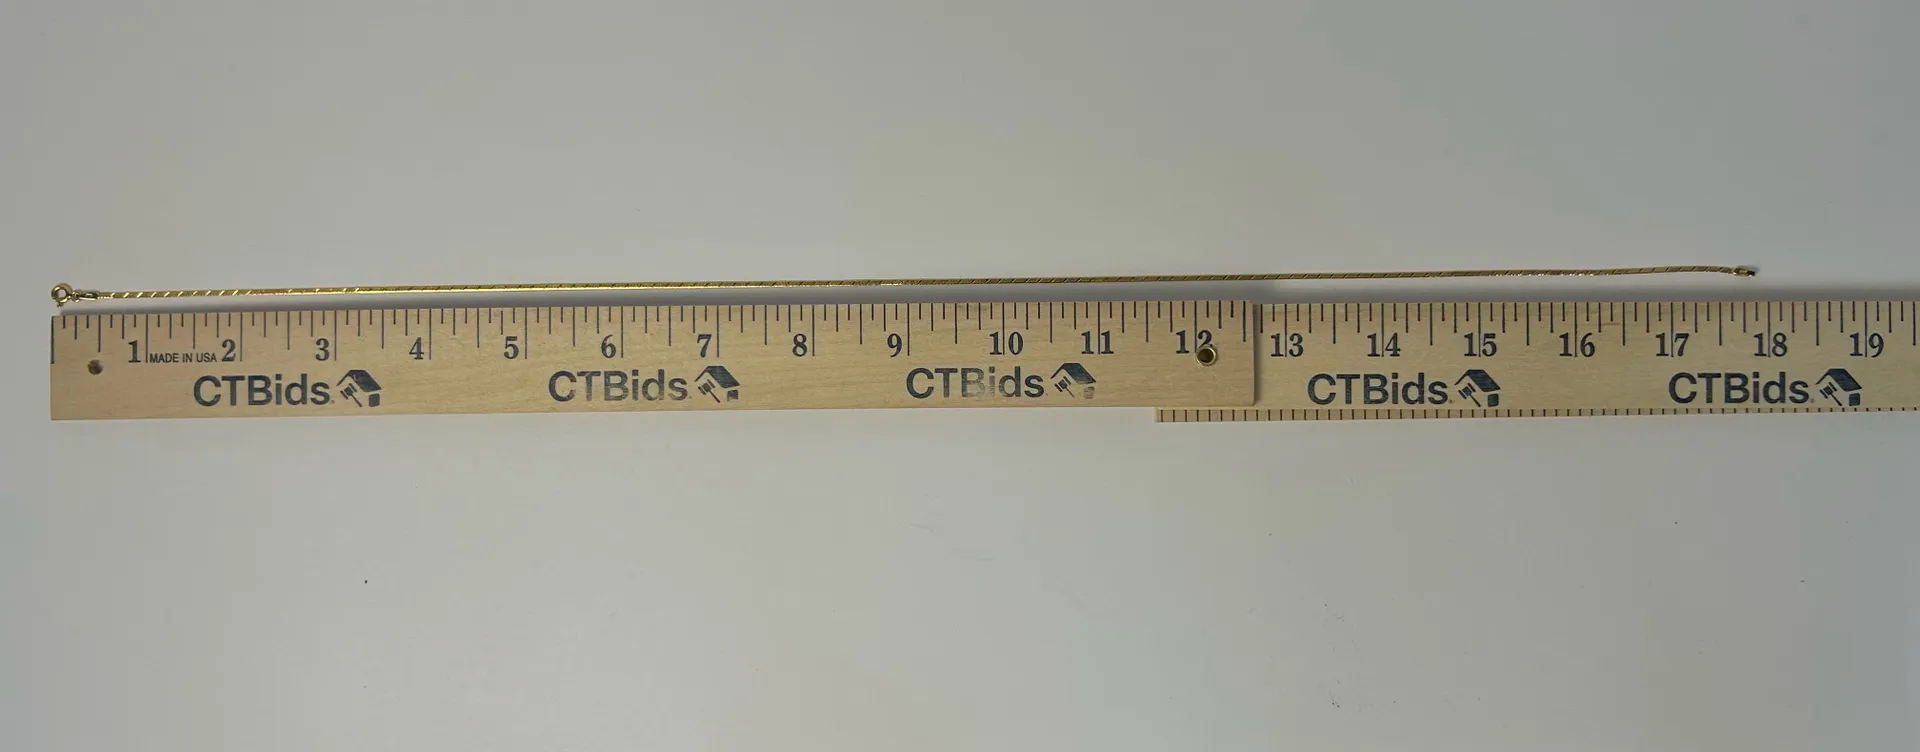 1 MADE IN USA 2 3 4 5 6 7 8 9 10 11 12 13 14 15 16 17 18 19
CTBids. CTBids. CTBids. CTBids. CTBids.